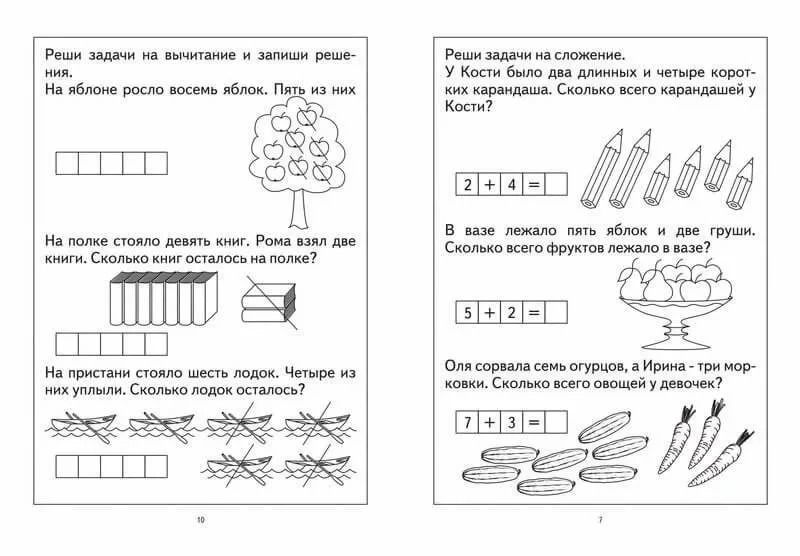 Реши задачи на вычитание и запиши реше-
ния.
На яблоне росло восемь яблок. Пять из них
На полке стояло девять книг. Рома взял две
книги. Сколько книг осталось на полке?
На пристани стояло шесть лодок. Четыре из
них уплыли. Сколько лодок осталось?
10
Реши задачи на сложение.
У Кости было два длинных и четыре корот-
ких карандаша. Сколько всего карандашей у
Кости?
2 + 4 =
В вазе лежало пять яблок и две груши.
Сколько всего фруктов лежало в вазе?
5 + 2 =
Оля сорвала семь огурцов, а Ирина - три мор-
ковки. Сколько всего овощей у девочек?
7 + 3 =
7